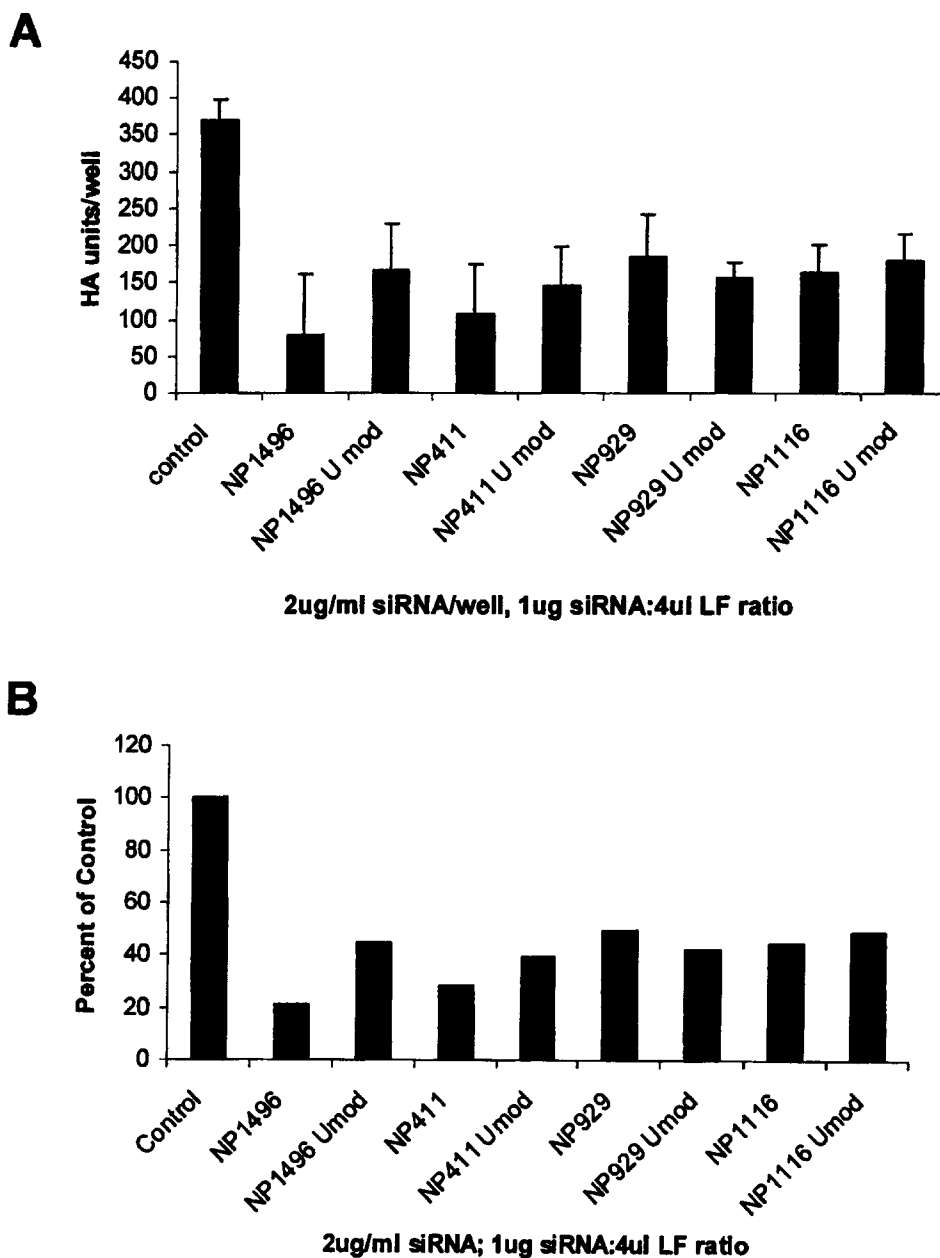 A
450
400
350
300
250
200
150
100
50
0
HA units/well
control
NP1496
NP1496 U mod
NP411
NP411 U mod
NP929
NP929 U mod
NP1116
NP1116 U mod
2ug/ml siRNA/well, 1ug siRNA:4ul LF ratio
B
120
100
80
60
40
20
0
Percent of Control
Control
NP1496
NP1496 Umod
NP411
NP411 Umod
NP929
NP929 Umod
NP1116
NP1116 Umod
2ug/ml siRNA; 1ug siRNA:4ul LF ratio